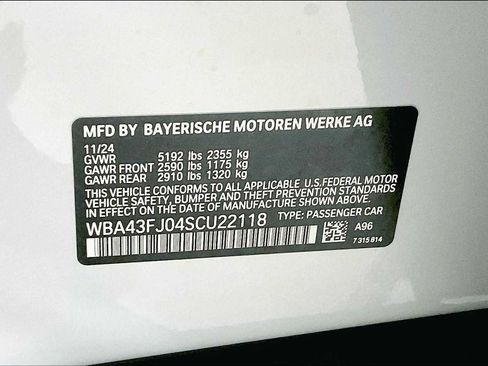 MFD BY BAYERISCHE MOTOREN WERKE AG
11/24
GVWR 5192 lbs 2355 kg
GAWR FRONT 2590 lbs 1175 kg
GAWR REAR 2910 lbs 1320 kg
THIS VEHICLE CONFORMS TO ALL APPLICABLE U.S.FEDERAL MOTOR
VEHICLE SAFETY, BUMPER AND THEFT PREVENTION STANDARDS
IN EFFECT ON THE DATE OF MANUFACTURE SHOWN ABOVE.
WBA43FJ04SCU22118 TYPE: PASSENGER CAR
A96
7 315 814